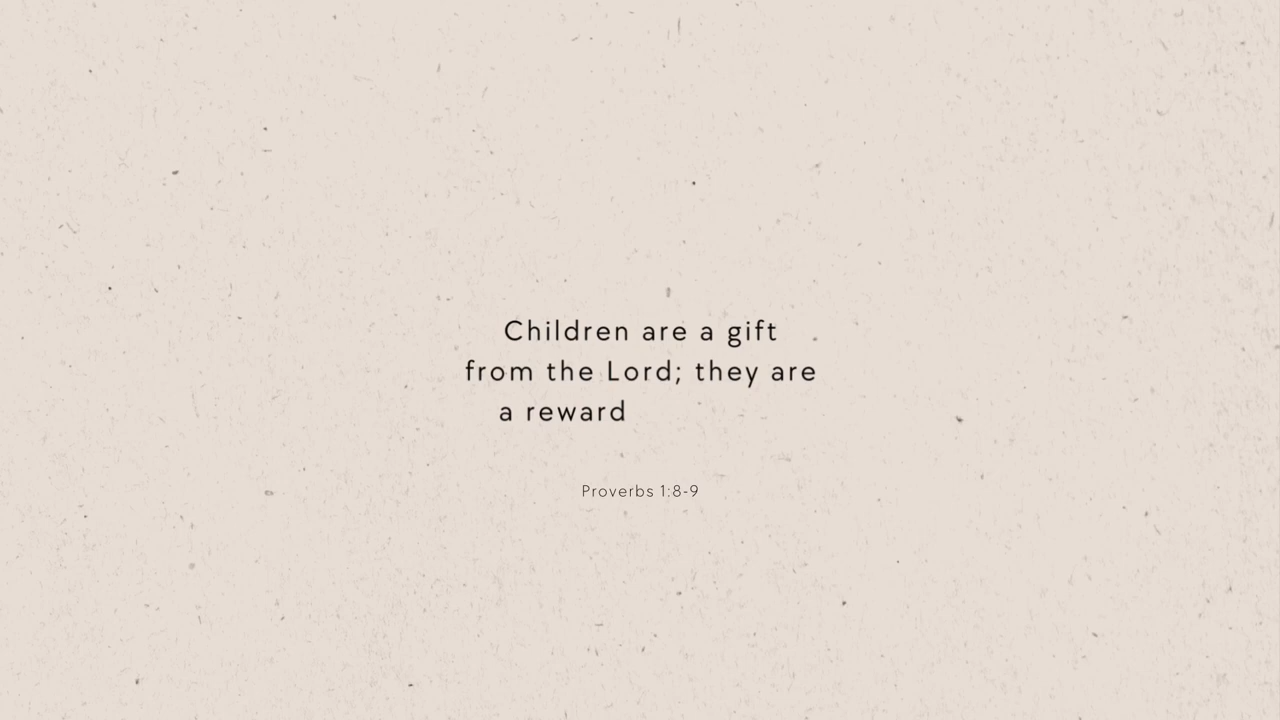 Children are a gift
from the Lord; they are
a reward
Proverbs 1:8-9